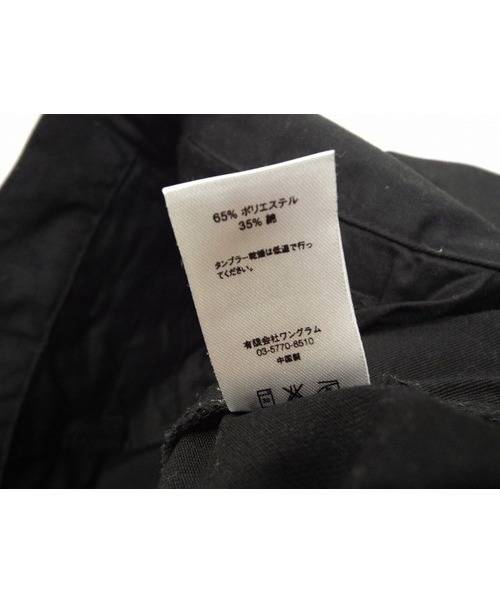 65% ポリエステル
35% 綿
タンブラー乾燥は低温で行っ
てください。
有限会社ワングラム
03-5770-8510
中国製